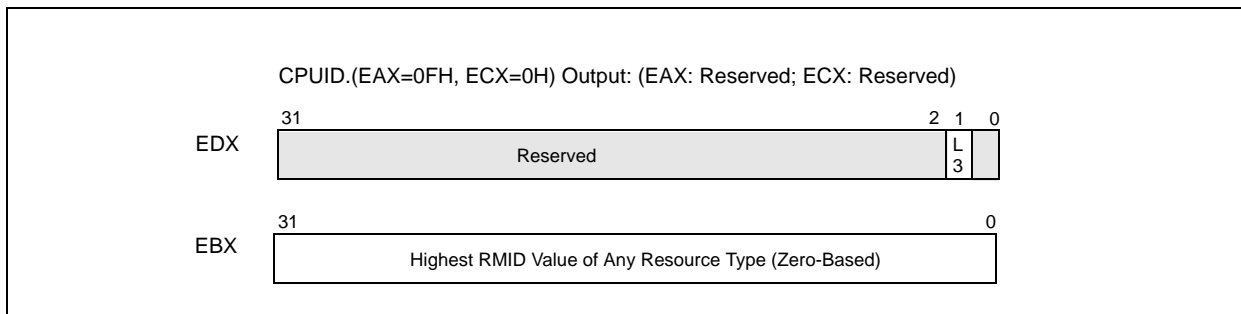 CPUID.(EAX=0FH, ECX=0H) Output: (EAX: Reserved; ECX: Reserved)
31 2 1 0
EDX Reserved L3
31 0
EBX Highest RMID Value of Any Resource Type (Zero-Based)